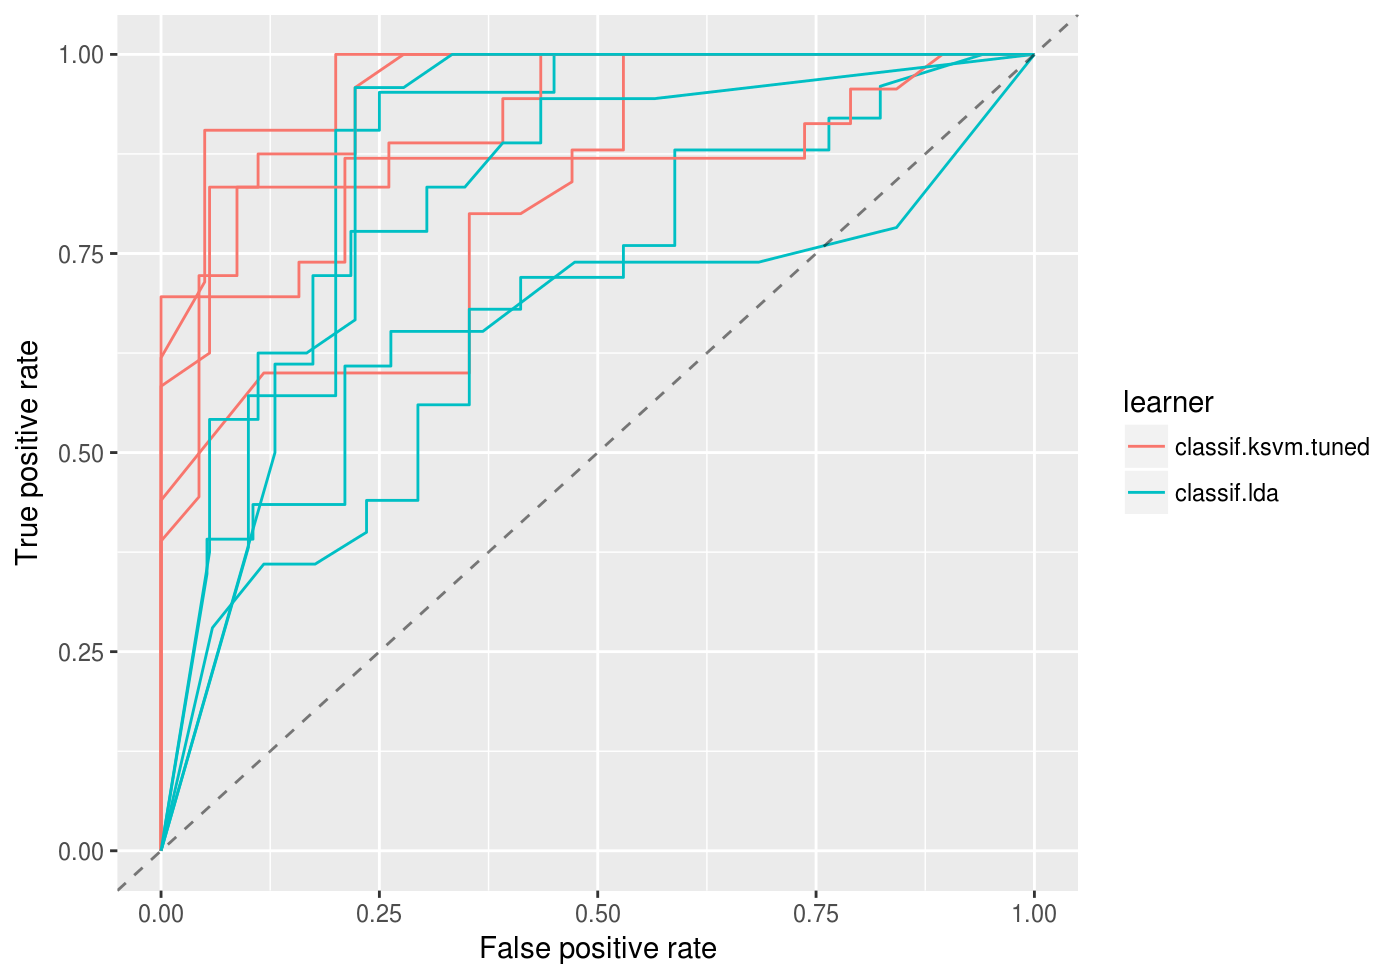 True positive rate
1.00
0.75
0.50
0.25
0.00
0.00 0.25 0.50 0.75 1.00
False positive rate
learner
classif.ksvm.tuned
classif.lda